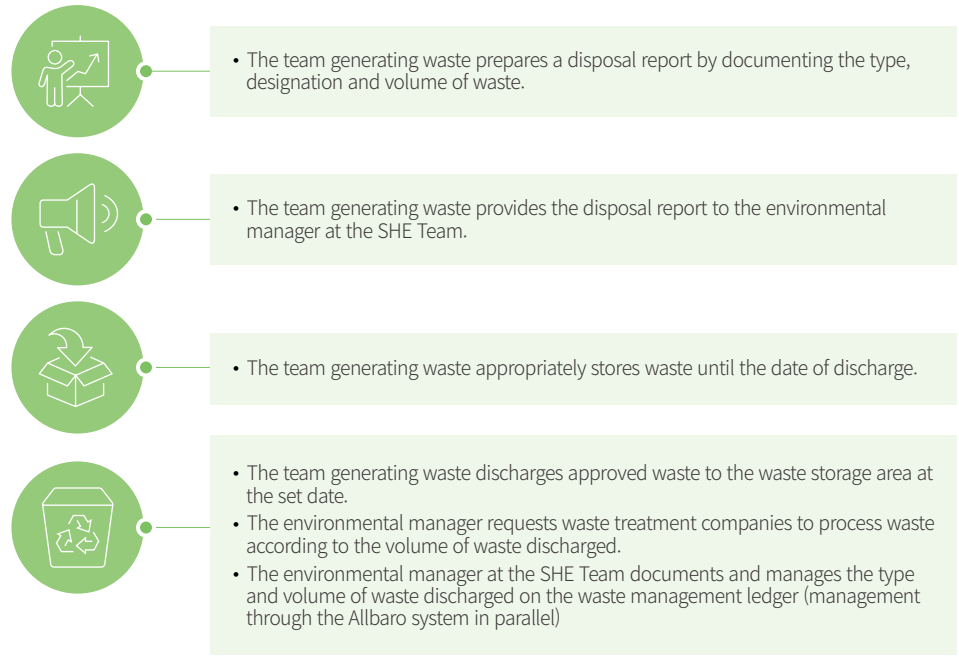 • The team generating waste prepares a disposal report by documenting the type,
designation and volume of waste.
• The team generating waste provides the disposal report to the environmental
manager at the SHE Team.
• The team generating waste appropriately stores waste until the date of discharge.
• The team generating waste discharges approved waste to the waste storage area at
the set date.
• The environmental manager requests waste treatment companies to process waste
according to the volume of waste discharged.
• The environmental manager at the SHE Team documents and manages the type
and volume of waste discharged on the waste management ledger (management
through the Allbaro system in parallel)